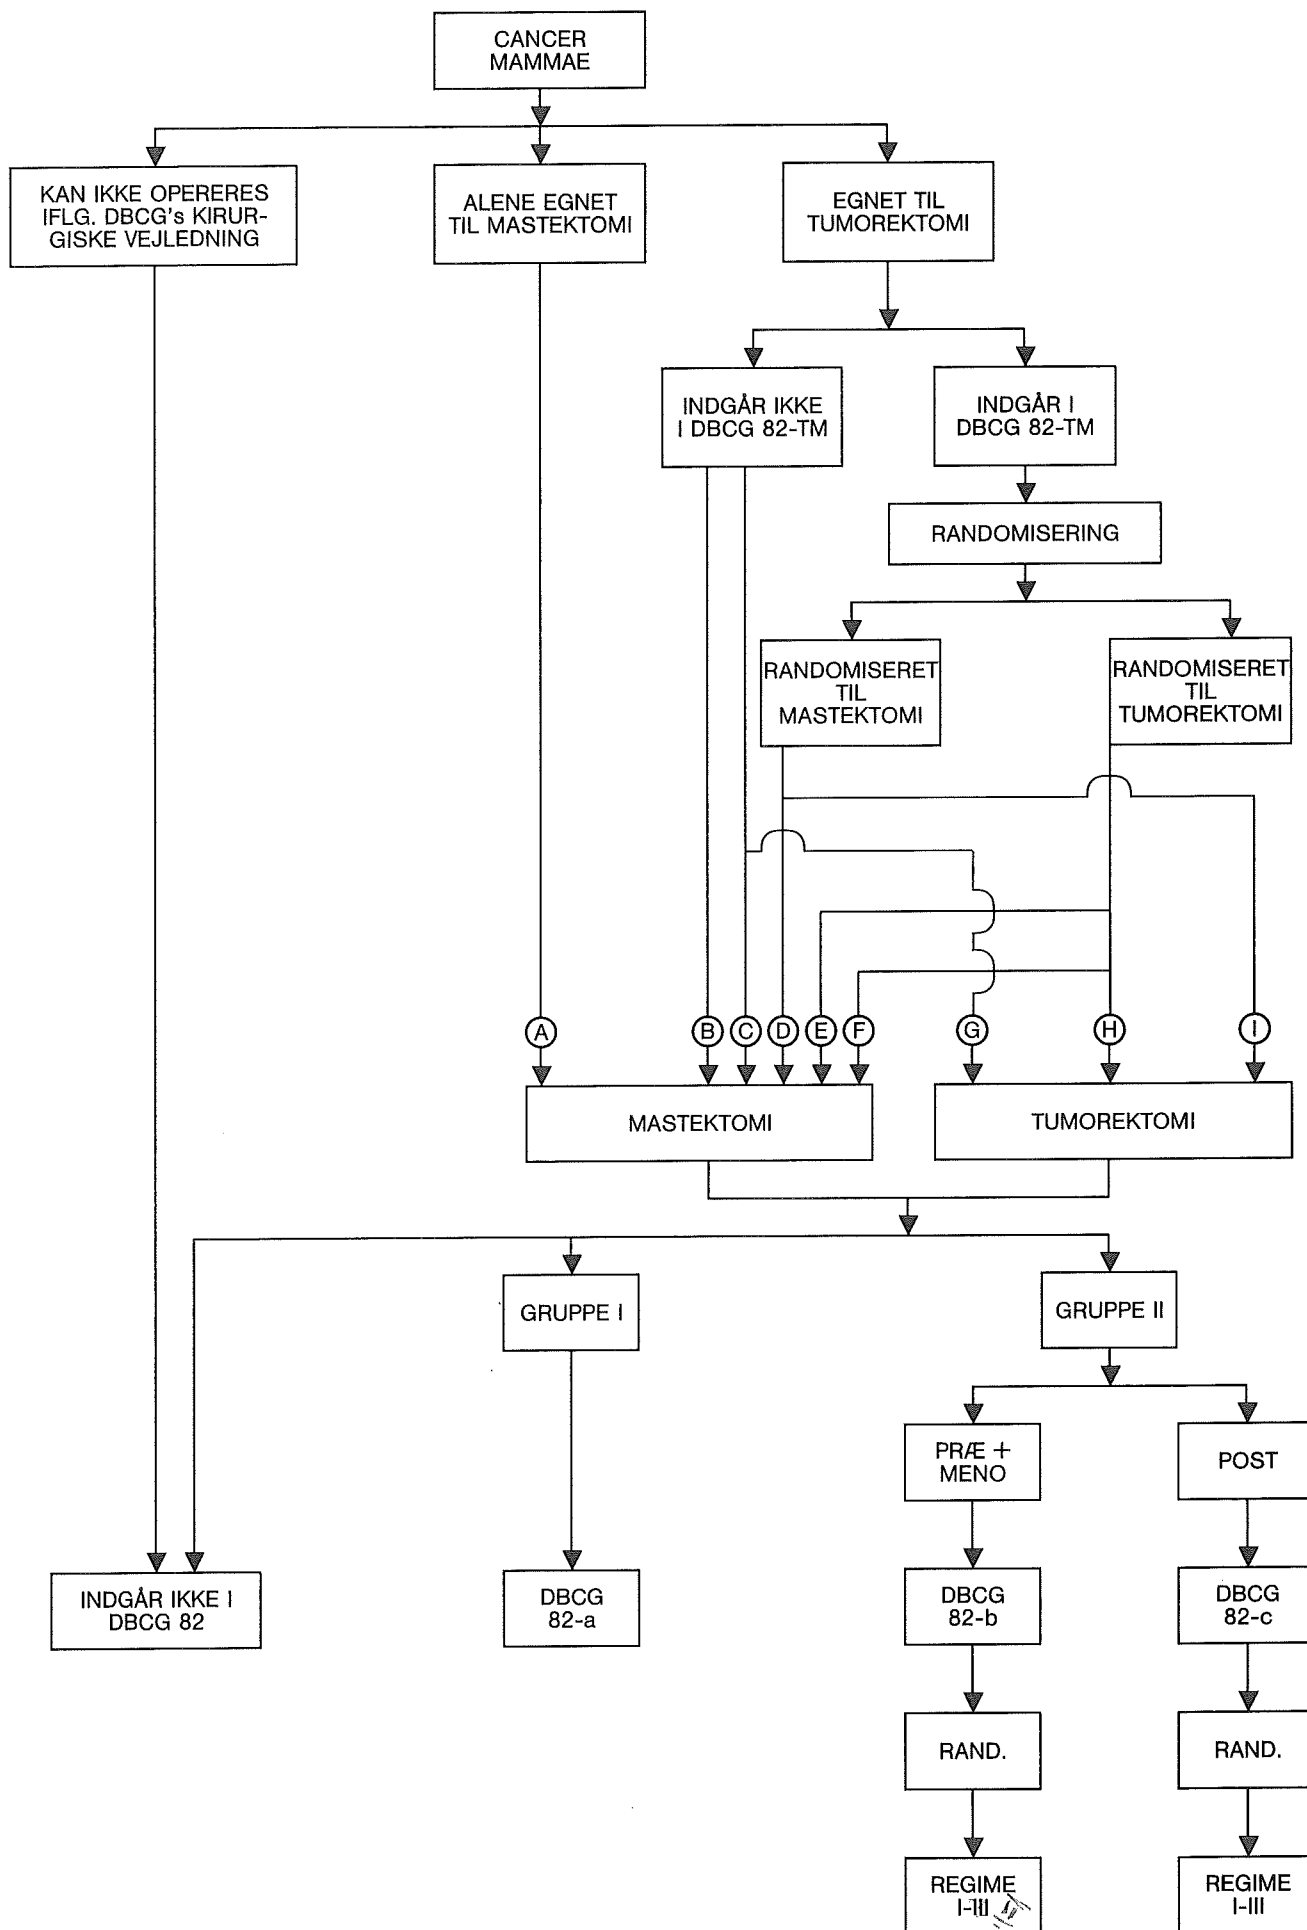 CANCER
MAMMAE
KAN IKKE OPERERES
IFLG. DBCG's KIRUR-
GISKE VEJLEDNING
ALENE EGNET
TIL MASTEKTOMI
EGNET TIL
TUMOREKTOMI
INDGÅR IKKE
I DBCG 82-TM
INDGÅR I
DBCG 82-TM
RANDOMISERING
RANDOMISERET
TIL
MASTEKTOMI
RANDOMISERET
TIL
TUMOREKTOMI
A
B
C
D
E
F
G
H
I
MASTEKTOMI
TUMOREKTOMI
GRUPPE I
GRUPPE II
PRÆ +
MENO
POST
INDGÅR IKKE I
DBCG 82
DBCG
82-a
DBCG
82-b
DBCG
82-c
RAND.
RAND.
REGIME
I-III
REGIME
I-III